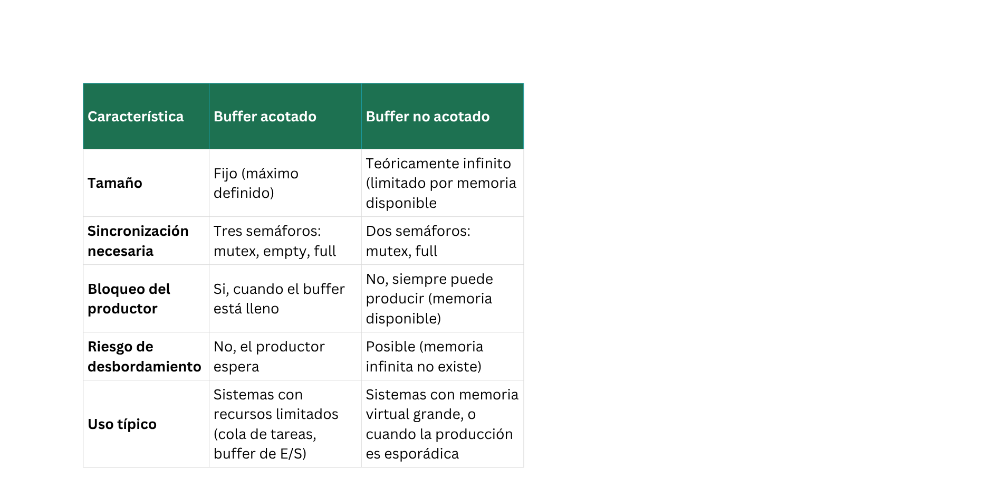 Característica
Buffer acotado
Buffer no acotado
Tamaño
Fijo (máximo
definido)
Teóricamente infinito
(limitado por memoria
disponible
Sincronización
necesaria
Tres semáforos:
mutex, empty, full
Dos semáforos:
mutex, full
Bloqueo del
productor
Si, cuando el buffer
está lleno
No, siempre puede
producir (memoria
disponible)
Riesgo de
desbordamiento
No, el productor
espera
Posible (memoria
infinita no existe)
Uso típico
Sistemas con
recursos limitados
(cola de tareas,
buffer de E/S)
Sistemas con memoria
virtual grande, o
cuando la producción
es esporádica